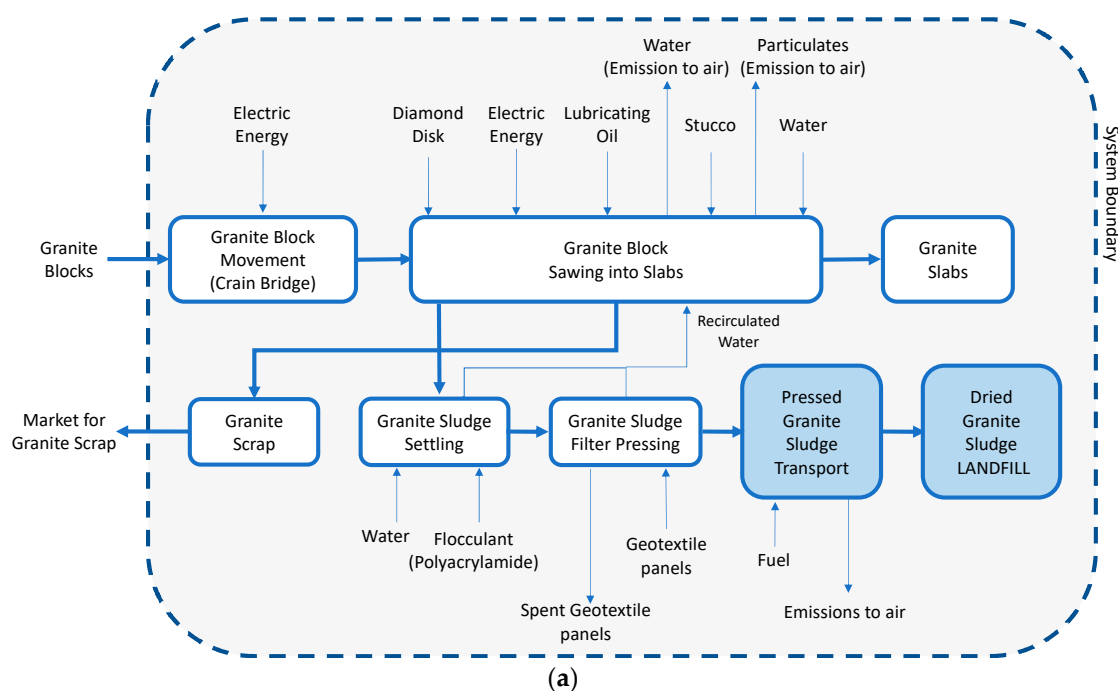 Water
(Emission to air)
Particulates
(Emission to air)
Electric
Energy
Diamond
Disk
Electric
Energy
Lubricating
Oil
Stucco
Water
System Boundary
Granite
Blocks
Granite Block
Movement
(Crain Bridge)
Granite Block
Sawing into Slabs
Granite
Slabs
Recirculated
Water
Market for
Granite Scrap
Granite
Scrap
Granite Sludge
Settling
Granite Sludge
Filter Pressing
Pressed
Granite
Sludge
Transport
Dried
Granite
Sludge
LANDFILL
Water
Flocculant
(Polyacrylamide)
Geotextile
panels
Fuel
Spent Geotextile
panels
Emissions to air
(a)